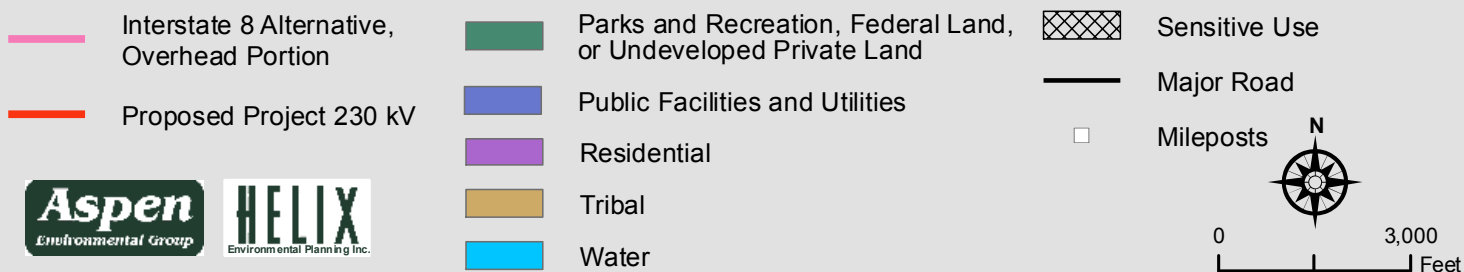 Interstate 8 Alternative,
Overhead Portion
Proposed Project 230 kV
Aspen
Environmental Group
HELIX
Environmental Planning Inc.
Parks and Recreation, Federal Land,
or Undeveloped Private Land
Public Facilities and Utilities
Residential
Tribal
Water
Sensitive Use
Major Road
Mileposts
N
0 3,000
Feet